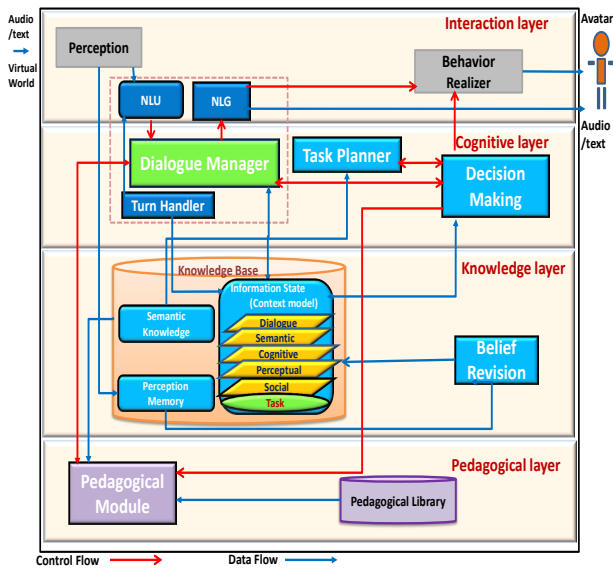 Audio
/text
Virtual
World
Interaction layer
Avatar
Perception
Behavior
Realizer
NLU
NLG
Audio
/text
Cognitive layer
Dialogue Manager
Task Planner
Decision
Making
Turn Handler
Knowledge layer
Knowledge Base
Information State
(Context model)
Semantic
Knowledge
Dialogue
Semantic
Cognitive
Perceptual
Social
Task
Belief
Revision
Perception
Memory
Pedagogical layer
Pedagogical
Module
Pedagogical Library
Control Flow
Data Flow